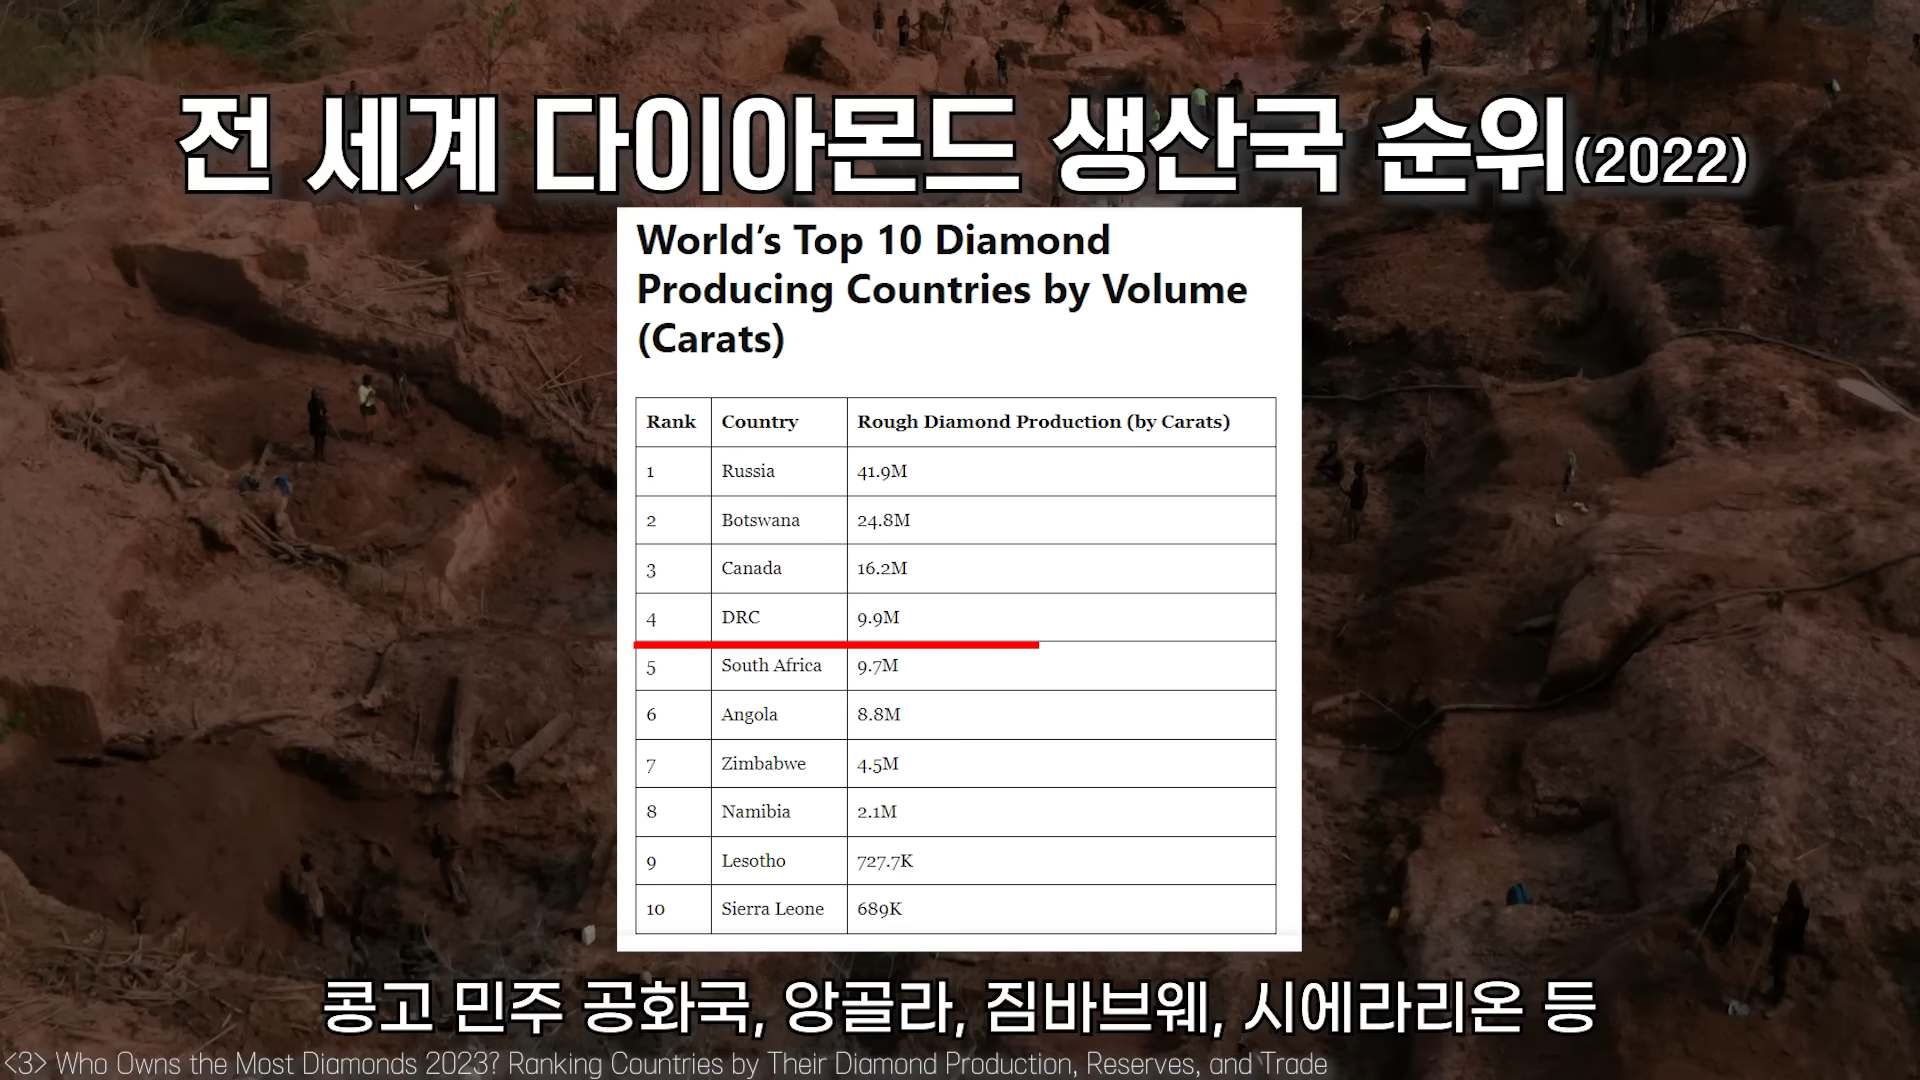 전 세계 다이아몬드 생산국 순위(2022)
World’s Top 10 Diamond
Producing Countries by Volume
(Carats)
Rank Country Rough Diamond Production (by Carats)
1 Russia 41.9M
2 Botswana 24.8M
3 Canada 16.2M
4 DRC 9.9M
5 South Africa 9.7M
6 Angola 8.8M
7 Zimbabwe 4.5M
8 Namibia 2.1M
9 Lesotho 727.7K
10 Sierra Leone 689K
콩고 민주 공화국, 앙골라, 짐바브웨, 시에라리온 등
<3> Who Owns the Most Diamonds 2023? Ranking Countries by Their Diamond Production, Reserves, and Trade